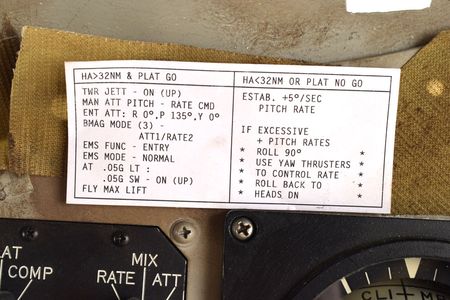 HA>32NM & PLAT GO
TWR JETT - ON (UP)
MAN ATT PITCH - RATE CMD
ENT ATT: R 0°.P 135°.Y 0°
BMAG MODE (3) -
ATT1/RATE2
EMS FUNC - ENTRY
EMS MODE - NORMAL
AT .05G LT :
.05G SW - ON (UP)
FLY MAX LIFT
HA<32NM OR PLAT NO GO
ESTAB. +5°/SEC
PITCH RATE
IF EXCESSIVE
+ PITCH RATES
* ROLL 90° *
* USE YAW THRUSTERS *
* TO CONTROL RATE *
* ROLL BACK TO *
* HEADS DN *
AT
COMP
MIX
RATE
ATT